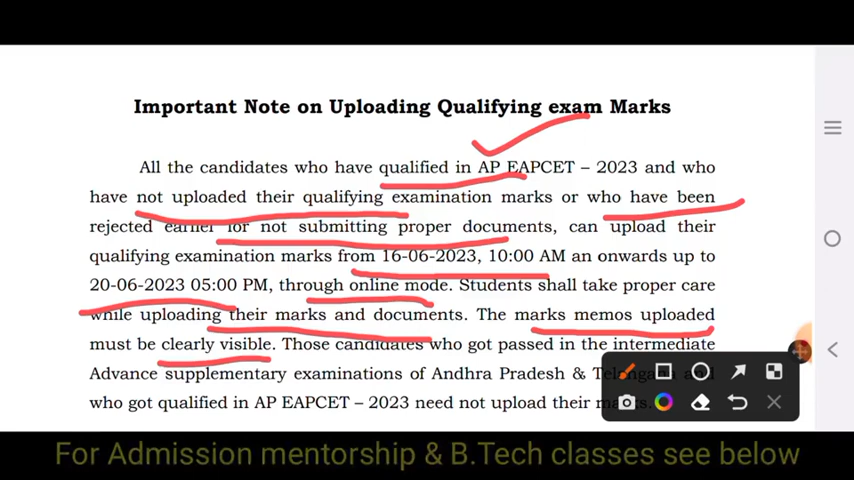 Important Note on Uploading Qualifying exam Marks
All the candidates who have qualified in AP EAPCET – 2023 and who
have not uploaded their qualifying examination marks or who have been
rejected earlier for not submitting proper documents, can upload their
qualifying examination marks from 16-06-2023, 10:00 AM an onwards up to
20-06-2023 05:00 PM, through online mode. Students shall take proper care
while uploading their marks and documents. The marks memos uploaded
must be clearly visible. Those candidates who got passed in the intermediate
Advance supplementary examinations of Andhra Pradesh & Telangana and
who got qualified in AP EAPCET – 2023 need not upload their marks.
For Admission mentorship & B.Tech classes see below